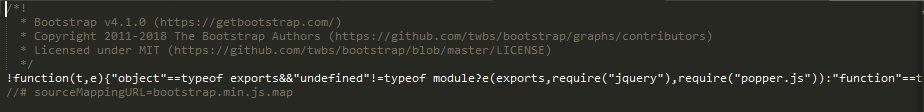 /*!
* Bootstrap v4.1.0 (https://getbootstrap.com/)
* Copyright 2011-2018 The Bootstrap Authors (https://github.com/twbs/bootstrap/graphs/contributors)
* Licensed under MIT (https://github.com/twbs/bootstrap/blob/master/LICENSE)
*/
!function(t,e){"object"==typeof exports&&"undefined"!=typeof module?e(exports,require("jquery"),require("popper.js")):"function"==t
//# sourceMappingURL=bootstrap.min.js.map